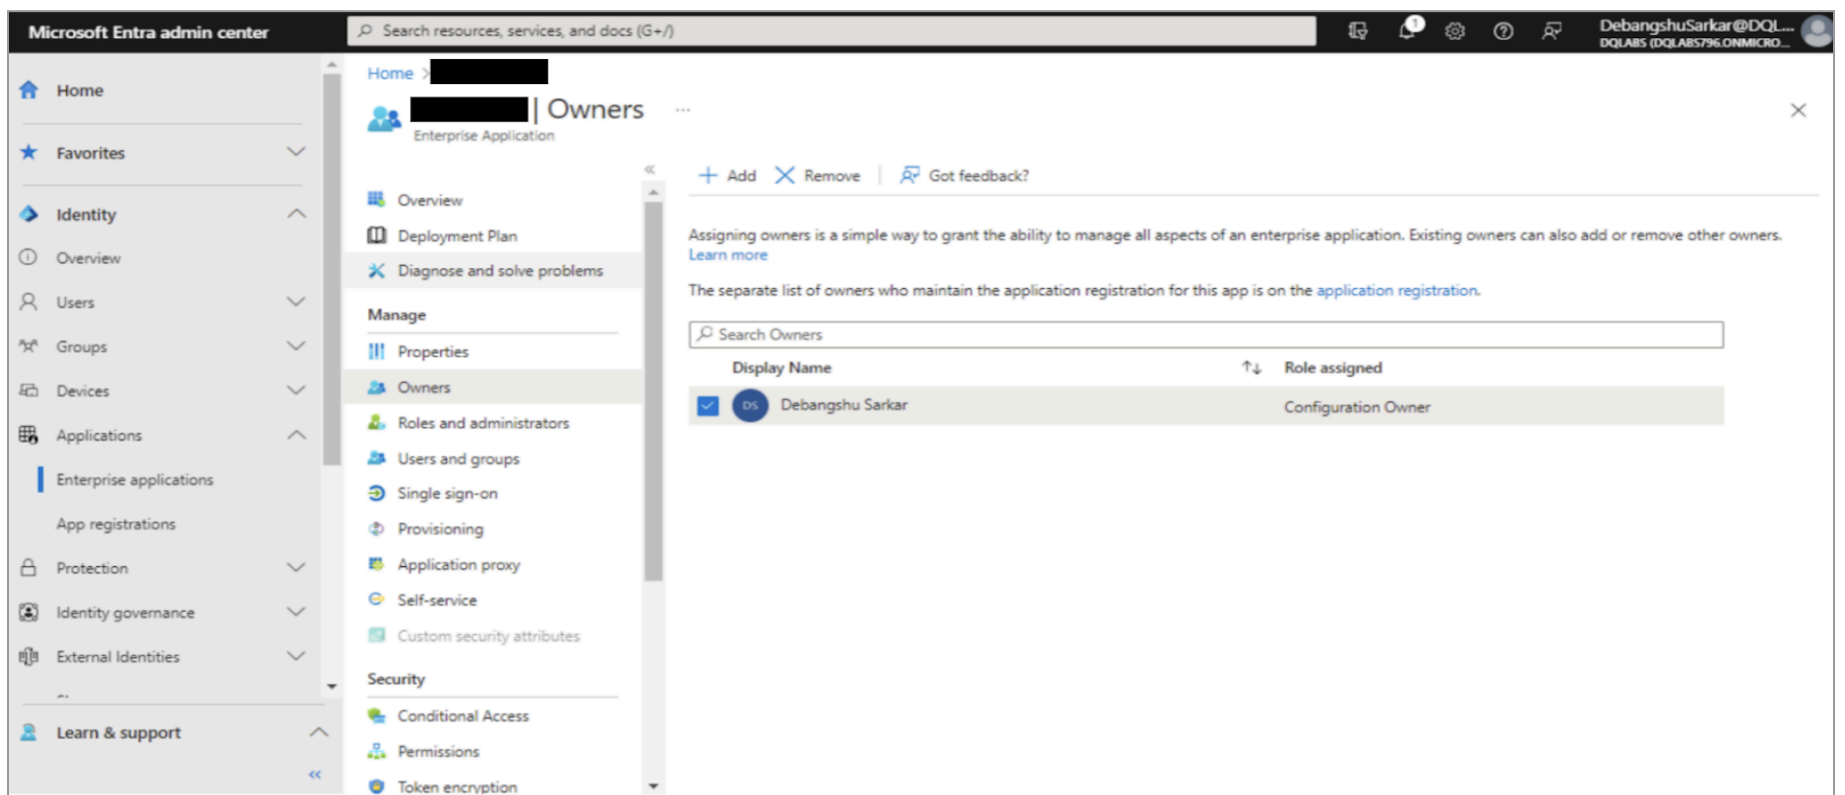 Microsoft Entra admin center
Search resources, services, and docs (G+/)
1
DebangshuSarkar@DQL...
DQLABS (DQLABS796.ONMICRO...
Home
Favorites
Identity
Overview
Users
Groups
Devices
Applications
Enterprise applications
App registrations
Protection
Identity governance
External Identities
Learn & support
Home >
| Owners ...
Enterprise Application
Overview
Deployment Plan
Diagnose and solve problems
Manage
Properties
Owners
Roles and administrators
Users and groups
Single sign-on
Provisioning
Application proxy
Self-service
Custom security attributes
Security
Conditional Access
Permissions
Token encryption
Add Remove | Got feedback?
Assigning owners is a simple way to grant the ability to manage all aspects of an enterprise application. Existing owners can also add or remove other owners.
Learn more
The separate list of owners who maintain the application registration for this app is on the application registration.
Search Owners
Display Name ↑↓ Role assigned
DS Debangshu Sarkar Configuration Owner